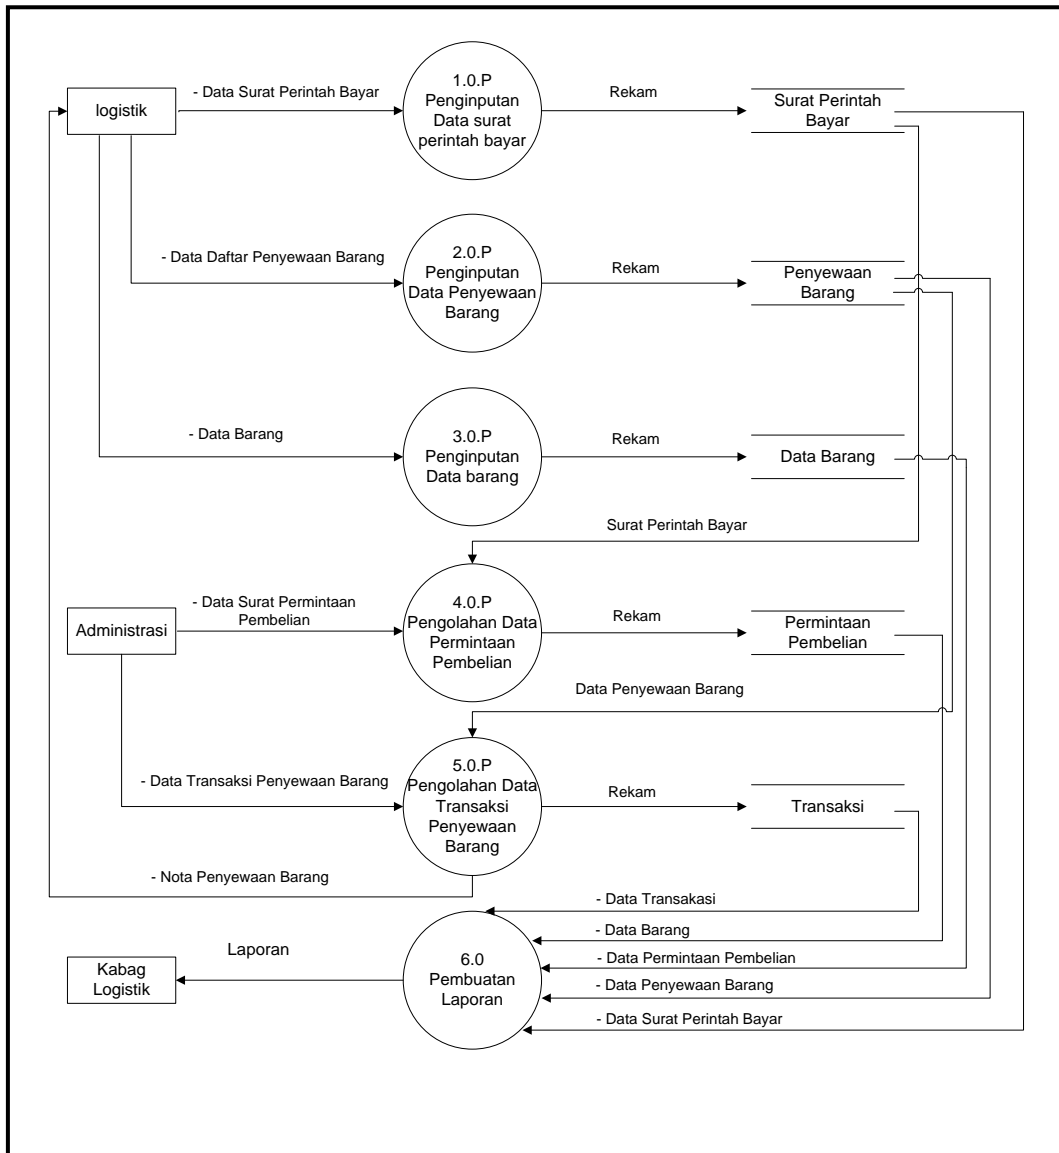 logistik
- Data Surat Perintah Bayar
1.0.P
Penginputan
Data surat
perintah bayar
Rekam
Surat Perintah
Bayar
- Data Daftar Penyewaan Barang
2.0.P
Penginputan
Data Penyewaan
Barang
Rekam
Penyewaan
Barang
- Data Barang
3.0.P
Penginputan
Data barang
Rekam
Data Barang
Surat Perintah Bayar
Administrasi
- Data Surat Permintaan
Pembelian
4.0.P
Pengolahan Data
Permintaan
Pembelian
Rekam
Permintaan
Pembelian
Data Penyewaan Barang
- Data Transaksi Penyewaan Barang
5.0.P
Pengolahan Data
Transaksi
Penyewaan
Barang
Rekam
Transaksi
- Nota Penyewaan Barang
- Data Transakasi
- Data Barang
- Data Permintaan Pembelian
- Data Penyewaan Barang
- Data Surat Perintah Bayar
6.0
Pembuatan
Laporan
Laporan
Kabag
Logistik